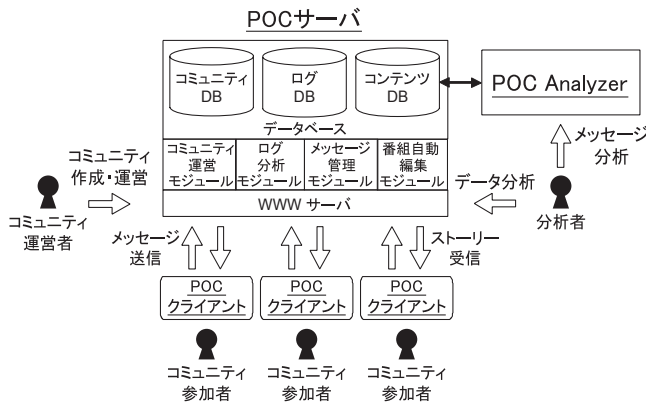 POCサーバ
コミュニティ
DB
ログ
DB
コンテンツ
DB
データベース
POC Analyzer
コミュニティ
運営
モジュール
ログ
分析
モジュール
メッセージ
管理
モジュール
番組自動
編集
モジュール
WWW サーバ
コミュニティ
作成・運営
コミュニティ
運営者
メッセージ
分析
データ分析
分析者
メッセージ
送信
ストーリー
受信
POC
クライアント
POC
クライアント
POC
クライアント
コミュニティ
参加者
コミュニティ
参加者
コミュニティ
参加者